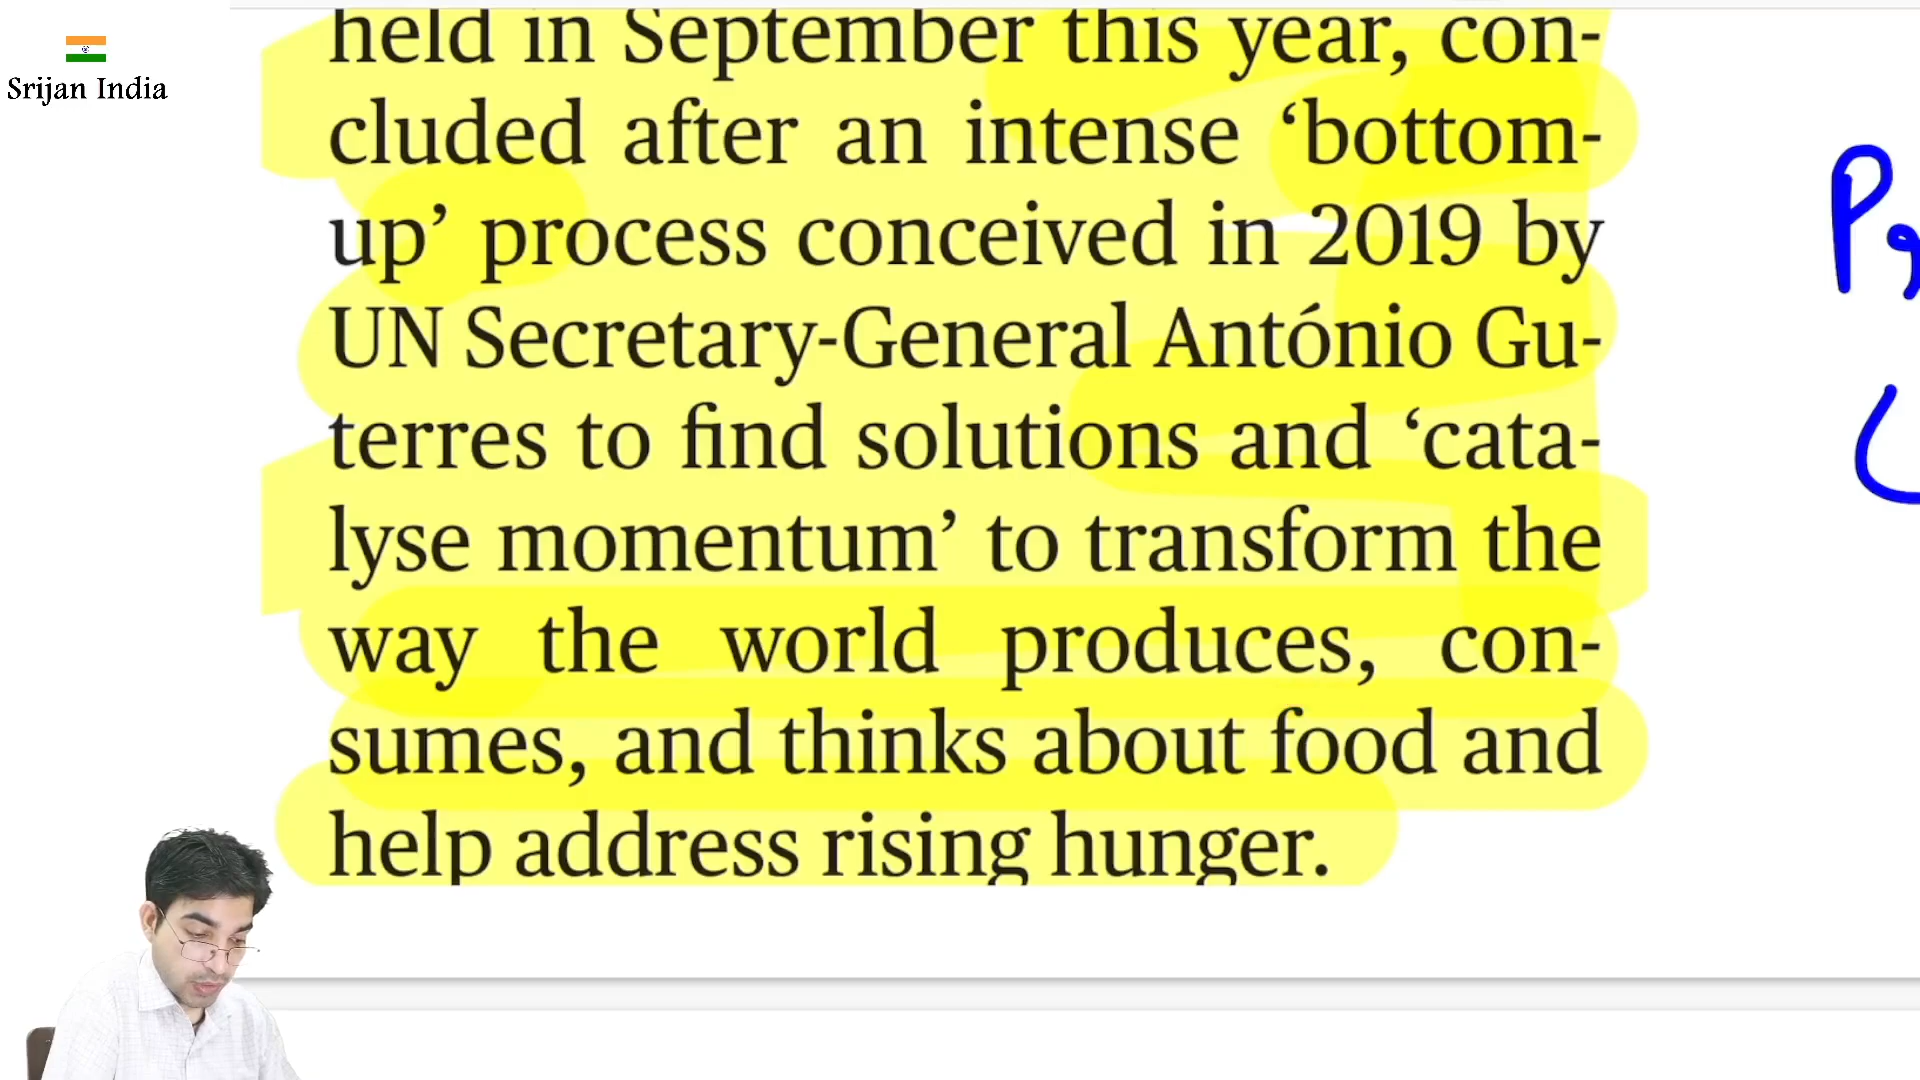 Srijan India
held in September this year, con-
cluded after an intense ‘bottom-
up’ process conceived in 2019 by
UN Secretary-General António Gu-
terres to find solutions and ‘cata-
lyse momentum’ to transform the
way the world produces, con-
sumes, and thinks about food and
help address rising hunger.